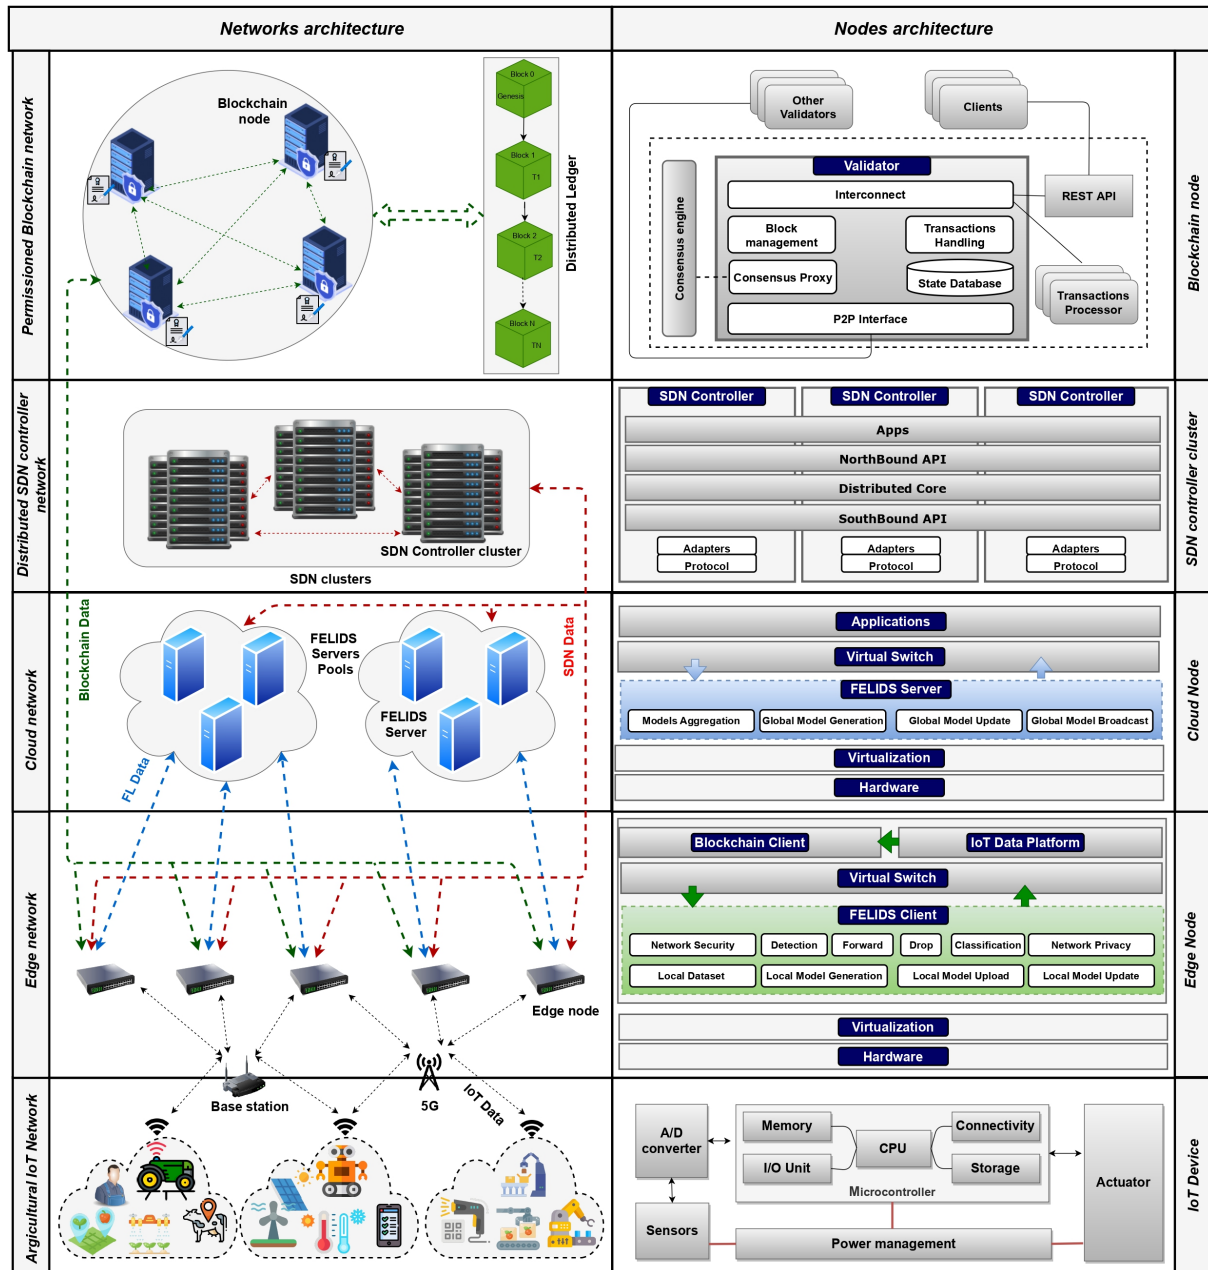 Networks architecture
Nodes architecture
Permissioned Blockchain network
Blockchain
node
Block 0
Genesis
Block 1
T1
Block 2
T2
Block N
TN
Distributed Ledger
Other
Validators
Clients
Validator
Interconnect
Block
management
Transactions
Handling
Consensus Proxy
State Database
P2P Interface
Consensus engine
REST API
Transactions
Processor
Blockchain node
Distributed SDN controller
network
SDN Controller cluster
SDN clusters
SDN Controller
SDN Controller
SDN Controller
Apps
NorthBound API
Distributed Core
SouthBound API
Adapters
Protocol
Adapters
Protocol
Adapters
Protocol
SDN controller cluster
Cloud network
Blockchain Data
FELIDS
Servers
Pools
FELIDS
Server
SDN Data
FL Data
Applications
Virtual Switch
FELIDS Server
Models Aggregation
Global Model Generation
Global Model Update
Global Model Broadcast
Virtualization
Hardware
Cloud Node
Edge network
Edge node
Blockchain Client
IoT Data Platform
Virtual Switch
FELIDS Client
Network Security
Detection
Forward
Drop
Classification
Network Privacy
Local Dataset
Local Model Generation
Local Model Upload
Local Model Update
Virtualization
Hardware
Edge Node
Argicultural IoT Network
Base station
5G
IoT Data
A/D
converter
Memory
I/O Unit
CPU
Connectivity
Storage
Microcontroller
Actuator
Sensors
Power management
IoT Device